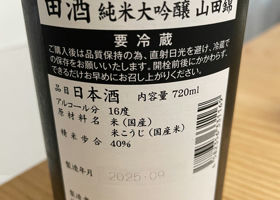 田酒 純米大吟醸 山田錦
要冷蔵
ご購入後は品質保持の為、直射日光を避け、冷蔵で
の保存をお願いいたします。開栓前後にかかわらず、
できるだけお早めにお召し上がりください。
品目 日本酒 内容量 720ml
アルコール分 16度
原材料名 米(国産)
米こうじ(国産米)
精米歩合 40%
製造年月 2025.09